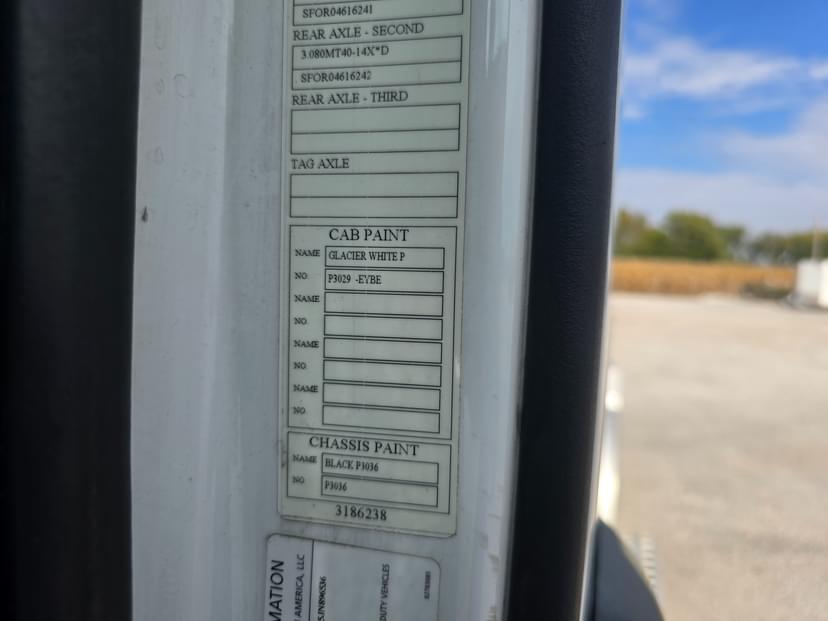 SFOR04616241
REAR AXLE - SECOND
3.080MT40-14X*D
SFOR04616242
REAR AXLE - THIRD
TAG AXLE
CAB PAINT
NAME GLACIER WHITE P
NO. P3029 -EYBE
NAME
NO.
NAME
NO.
NAME
NO.
CHASSIS PAINT
NAME BLACK P3036
NO. P3036
3186238
MATION
AMERICA, LLC
DUTY VEHICLES